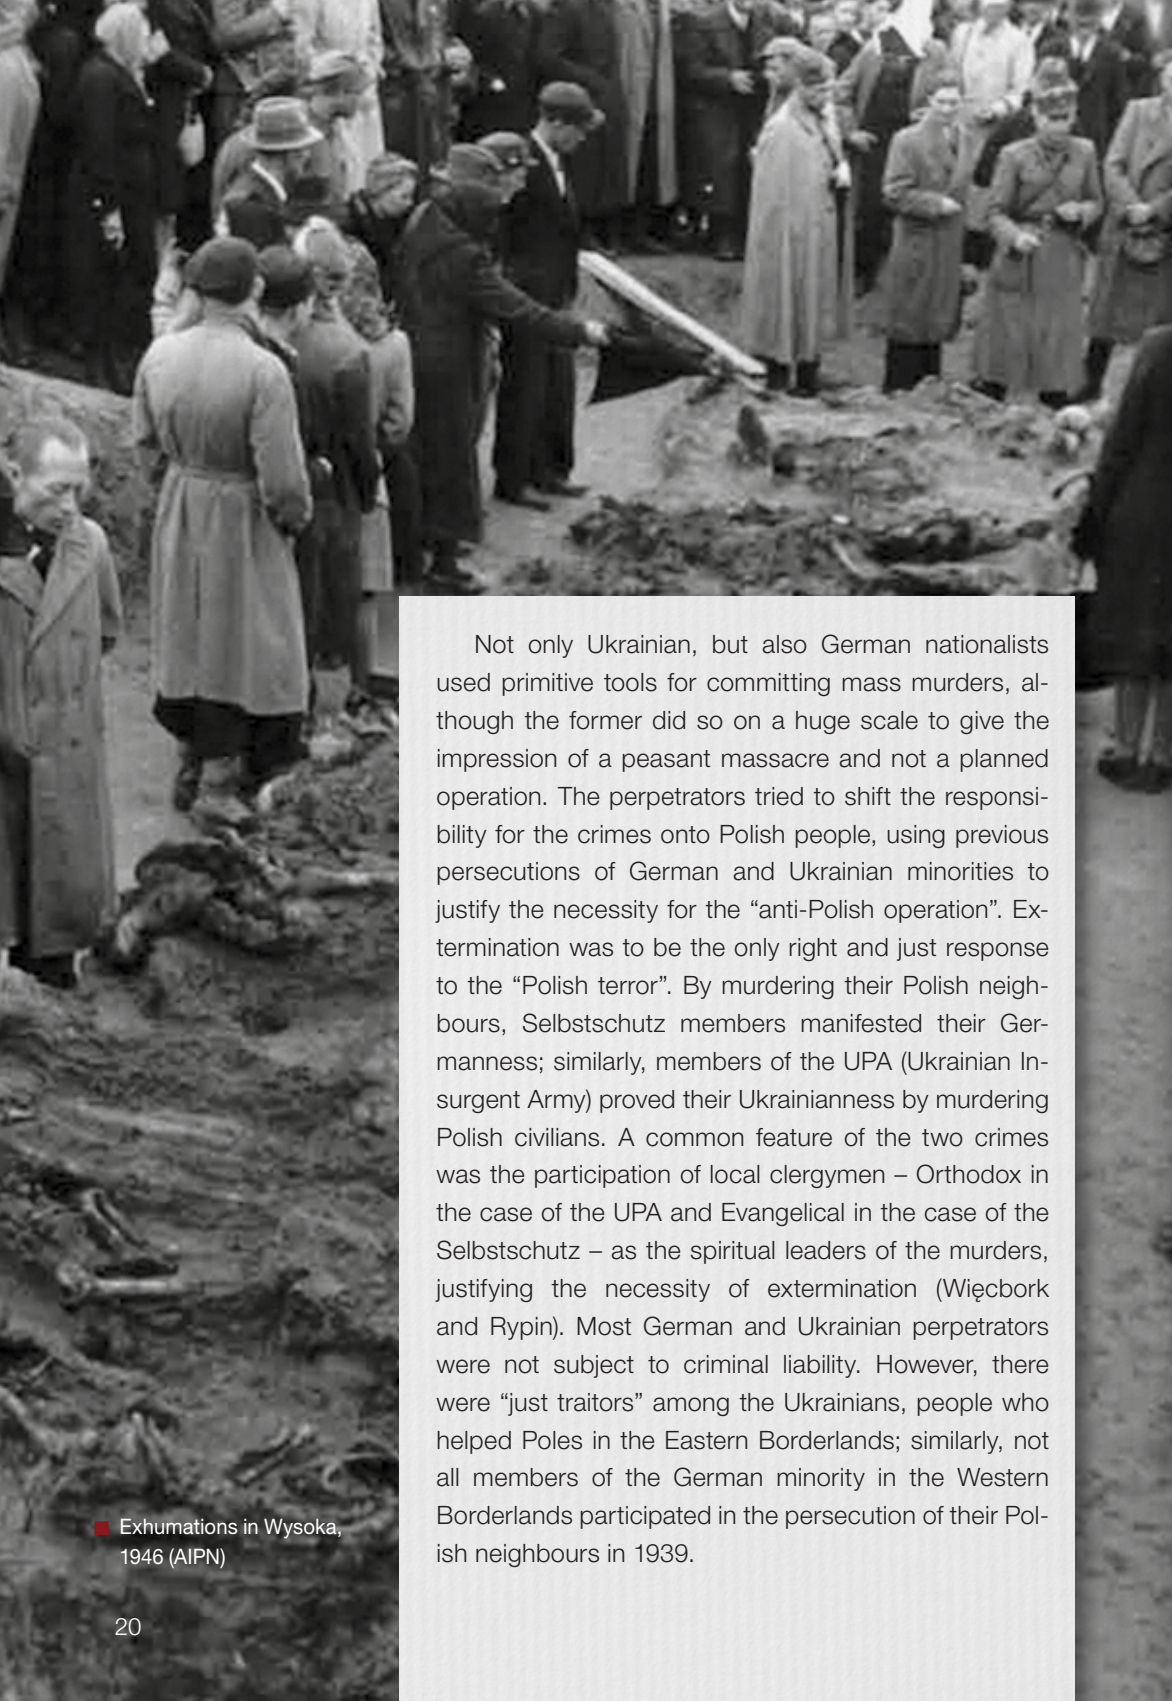 Not only Ukrainian, but also German nationalists
used primitive tools for committing mass murders, al-
though the former did so on a huge scale to give the
impression of a peasant massacre and not a planned
operation. The perpetrators tried to shift the responsi-
bility for the crimes onto Polish people, using previous
persecutions of German and Ukrainian minorities to
justify the necessity for the “anti-Polish operation”. Ex-
termination was to be the only right and just response
to the “Polish terror”. By murdering their Polish neigh-
bours, Selbstschutz members manifested their Ger-
manness; similarly, members of the UPA (Ukrainian In-
surgent Army) proved their Ukrainianness by murdering
Polish civilians. A common feature of the two crimes
was the participation of local clergymen – Orthodox in
the case of the UPA and Evangelical in the case of the
Selbstschutz – as the spiritual leaders of the murders,
justifying the necessity of extermination (Więcbork
and Rypin). Most German and Ukrainian perpetrators
were not subject to criminal liability. However, there
were “just traitors” among the Ukrainians, people who
helped Poles in the Eastern Borderlands; similarly, not
all members of the German minority in the Western
Borderlands participated in the persecution of their Pol-
ish neighbours in 1939.
Exhumations in Wysoka,
1946 (AIPN)
20